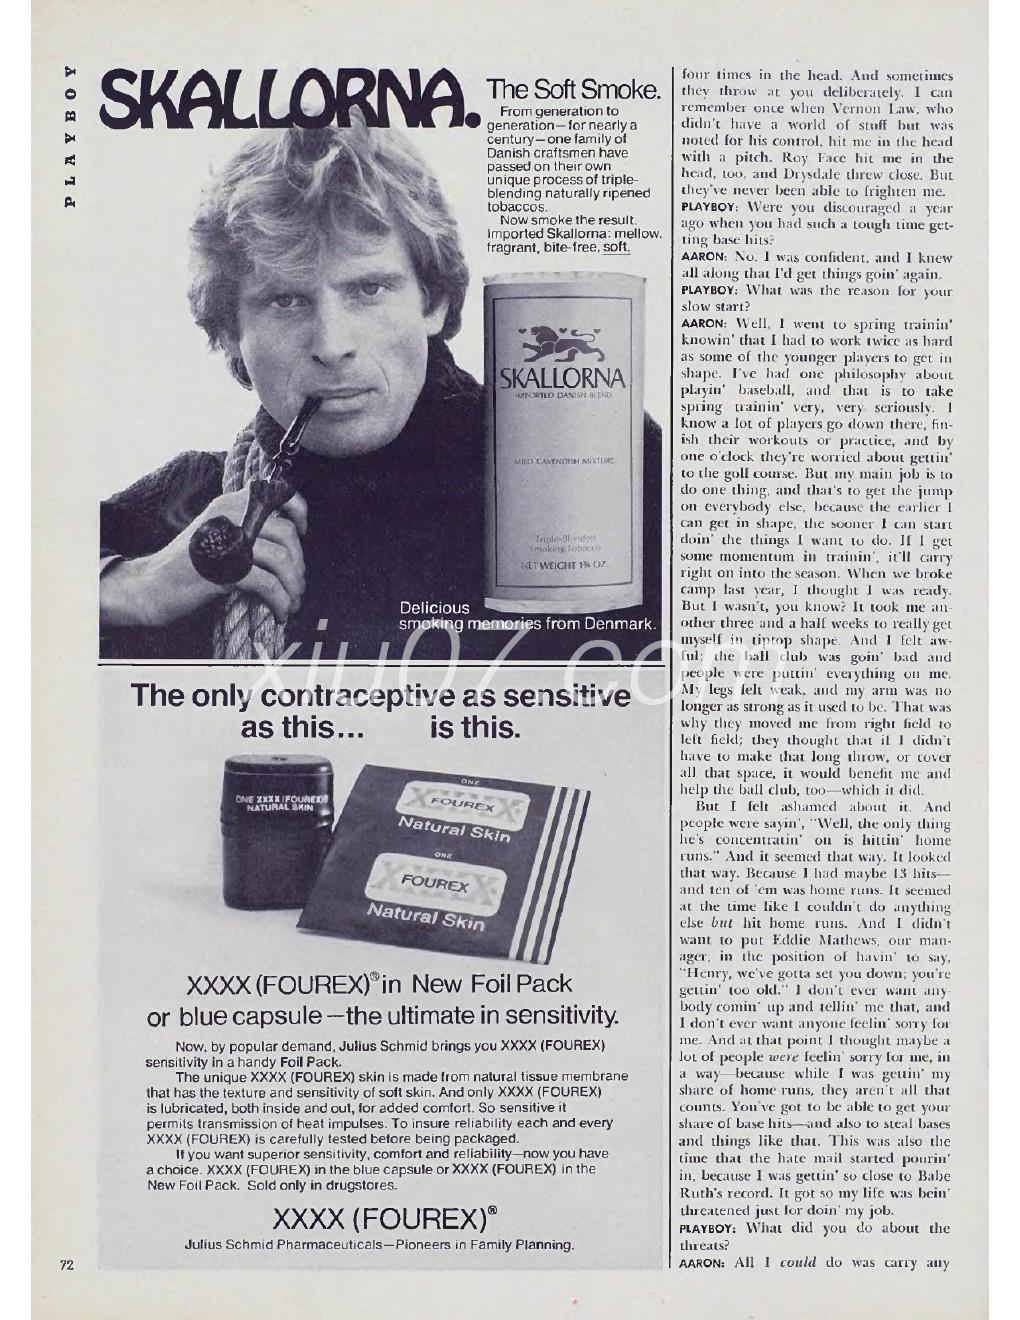 PLAYBOY
SKALLORNA.
The Soft Smoke.
From generation to
generation—for nearly a
century—one family of
Danish craftsmen have
passed on their own
unique process of triple-
blending naturally ripened
tobaccos.
Now smoke the result.
Imported Skallorna: mellow,
fragrant, bite-free, soft.
SKALLORNA
IMPORTED DANISH BLEND
MILD CAVENDISH MIXTURE
Triple-Blended
Smoking Tobacco
NET WEIGHT 1¾ OZ.
Delicious
smoking memories from Denmark.
The only contraceptive as sensitive
as this... is this.
ONE XXXX (FOUREX)®
NATURAL SKIN
ONE
XXXX
FOUREX
Natural Skin
ONE
XXXX
FOUREX
Natural Skin
XXXX (FOUREX)® in New Foil Pack
or blue capsule—the ultimate in sensitivity.
Now, by popular demand, Julius Schmid brings you XXXX (FOUREX)
sensitivity in a handy Foil Pack.
The unique XXXX (FOUREX) skin is made from natural tissue membrane
that has the texture and sensitivity of soft skin. And only XXXX (FOUREX)
is lubricated, both inside and out, for added comfort. So sensitive it
permits transmission of heat impulses. To insure reliability each and every
XXXX (FOUREX) is carefully tested before being packaged.
If you want superior sensitivity, comfort and reliability—now you have
a choice. XXXX (FOUREX) in the blue capsule or XXXX (FOUREX) in the
New Foil Pack. Sold only in drugstores.
XXXX (FOUREX)®
Julius Schmid Pharmaceuticals—Pioneers in Family Planning.
72
four times in the head. And sometimes
they throw at you deliberately. I can
remember once when Vernon Law, who
didn't have a world of stuff but was
noted for his control, hit me in the head
with a pitch. Roy Face hit me in the
head, too, and Drysdale threw close. But
they've never been able to frighten me.
PLAYBOY: Were you discouraged a year
ago when you had such a tough time get-
ting base hits?
AARON: No. I was confident, and I knew
all along that I'd get things goin' again.
PLAYBOY: What was the reason for your
slow start?
AARON: Well, I went to spring trainin'
knowin' that I had to work twice as hard
as some of the younger players to get in
shape. I've had one philosophy about
playin' baseball, and that is to take
spring trainin' very, very seriously. I
know a lot of players go down there, fin-
ish their workouts or practice, and by
one o'clock they're worried about gettin'
to the golf course. But my main job is to
do one thing, and that's to get the jump
on everybody else, because the earlier I
can get in shape, the sooner I can start
doin' the things I want to do. If I get
some momentum in trainin', it'll carry
right on into the season. When we broke
camp last year, I thought I was ready.
But I wasn't, you know? It took me an-
other three and a half weeks to really get
myself in tiptop shape. And I felt aw-
ful; the ball club was goin' bad and
people were puttin' everything on me.
My legs felt weak, and my arm was no
longer as strong as it used to be. That was
why they moved me from right field to
left field; they thought that if I didn't
have to make that long throw, or cover
all that space, it would benefit me and
help the ball club, too—which it did.
But I felt ashamed about it. And
people were sayin', "Well, the only thing
he's concentratin' on is hittin' home
runs." And it seemed that way. It looked
that way. Because I had maybe 13 hits—
and ten of 'em was home runs. It seemed
at the time like I couldn't do anything
else but hit home runs. And I didn't
want to put Eddie Mathews, our man-
ager, in the position of havin' to say,
"Henry, we've gotta set you down; you're
gettin' too old." I don't ever want any-
body comin' up and tellin' me that, and
I don't ever want anyone feelin' sorry for
me. And at that point I thought maybe a
lot of people were feelin' sorry for me, in
a way—because while I was gettin' my
share of home runs, they aren't all that
counts. You've got to be able to get your
share of base hits—and also to steal bases
and things like that. This was also the
time that the hate mail started pourin'
in, because I was gettin' so close to Babe
Ruth's record. It got so my life was bein'
threatened just for doin' my job.
PLAYBOY: What did you do about the
threats?
AARON: All I could do was carry any
xiu07.com